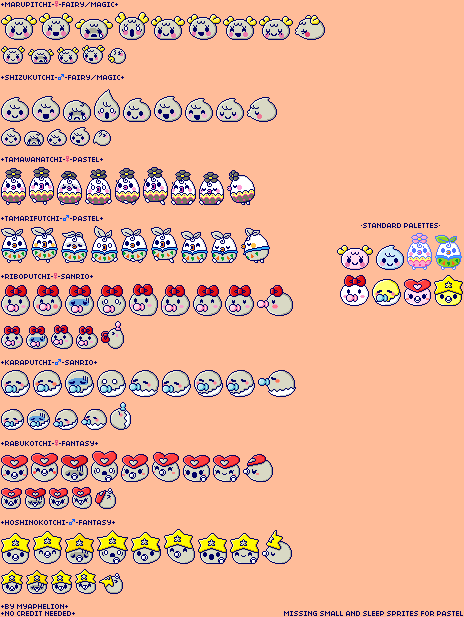 •MARUPITCHI-♀-FAIRY/MAGIC•
•SHIZUKUTCHI-♂-FAIRY/MAGIC•
•TAMAWANATCHI-♀-PASTEL•
•TAMARIFUTCHI-♂-PASTEL•
•STANDARD PALETTES•
•RIBOPUTCHI-♀-SANRIO•
•KARAPUTCHI-♂-SANRIO•
•RABUKOTCHI-♀-FANTASY•
•HOSHINOKOTCHI-♂-FANTASY•
•BY MYAPHELION•
•NO CREDIT NEEDED•
MISSING SMALL AND SLEEP SPRITES FOR PASTEL